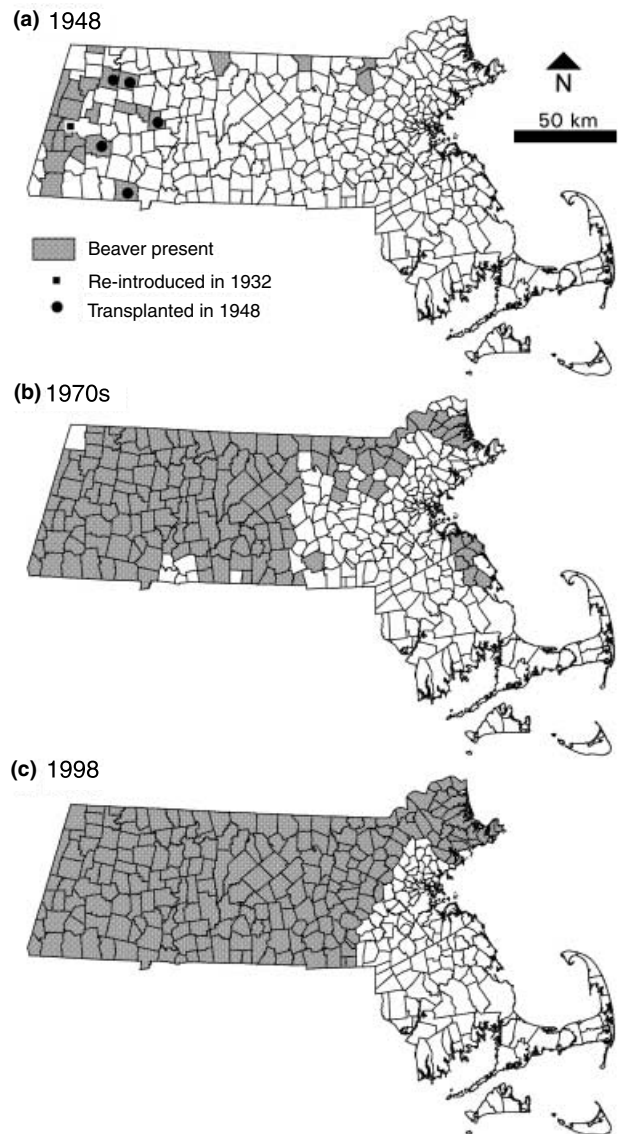 (a) 1948
N
50 km
Beaver present
Re-introduced in 1932
Transplanted in 1948
(b) 1970s
(c) 1998